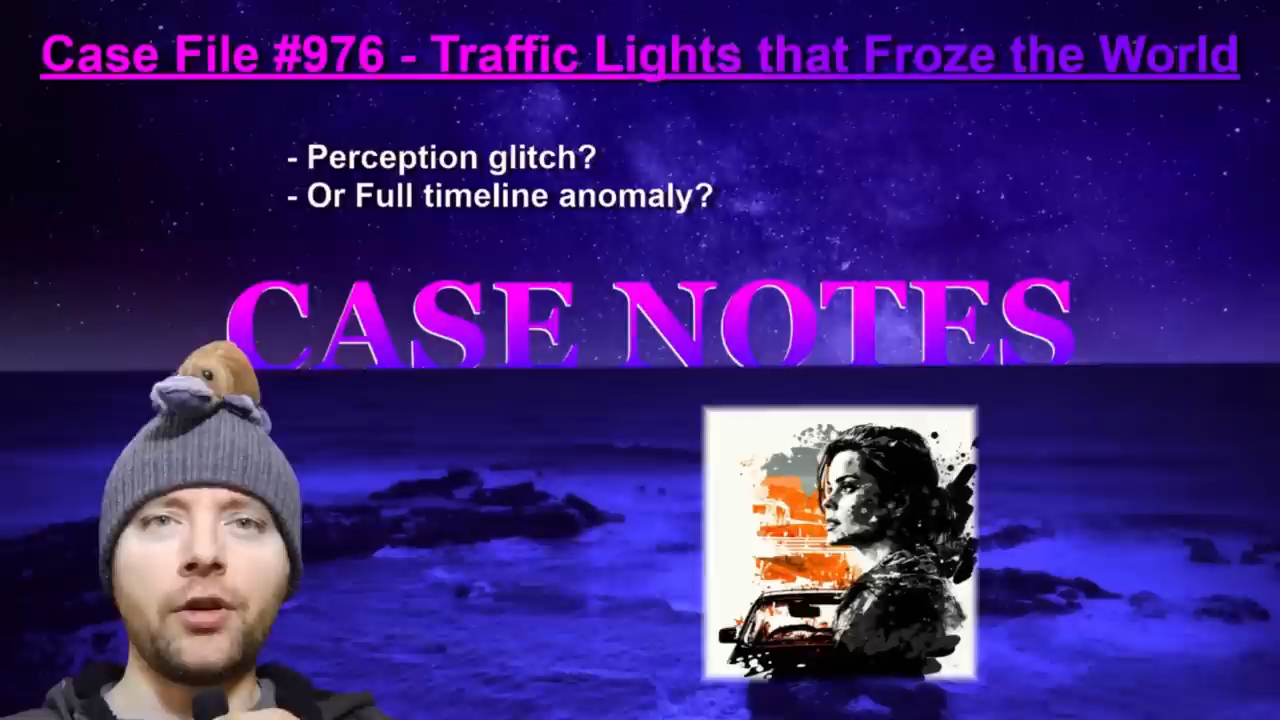 Case File #976 - Traffic Lights that Froze the World
- Perception glitch?
- Or Full timeline anomaly?
CASE NOTES